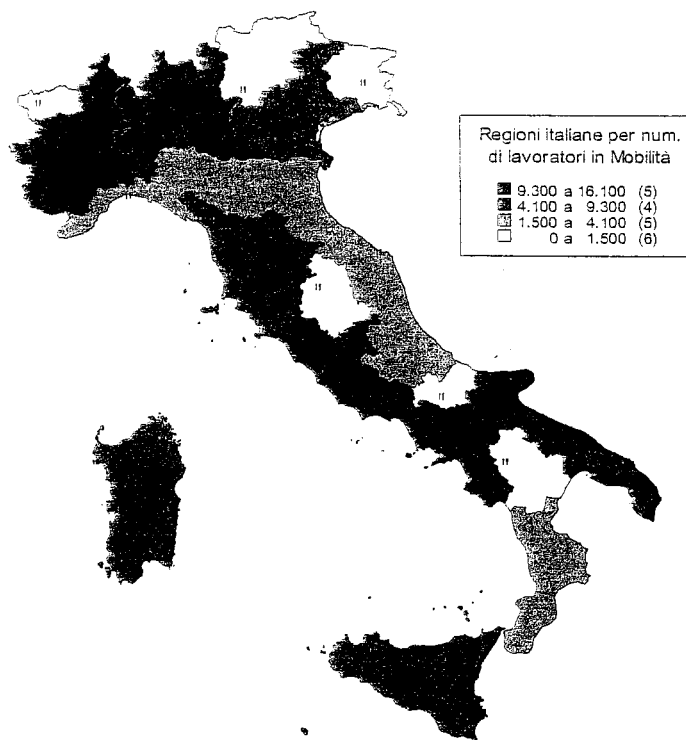 Regioni italiane per num.
di lavoratori in Mobilità
9.300 a 16.100 (5)
4.100 a 9.300 (4)
1.500 a 4.100 (5)
0 a 1.500 (6)